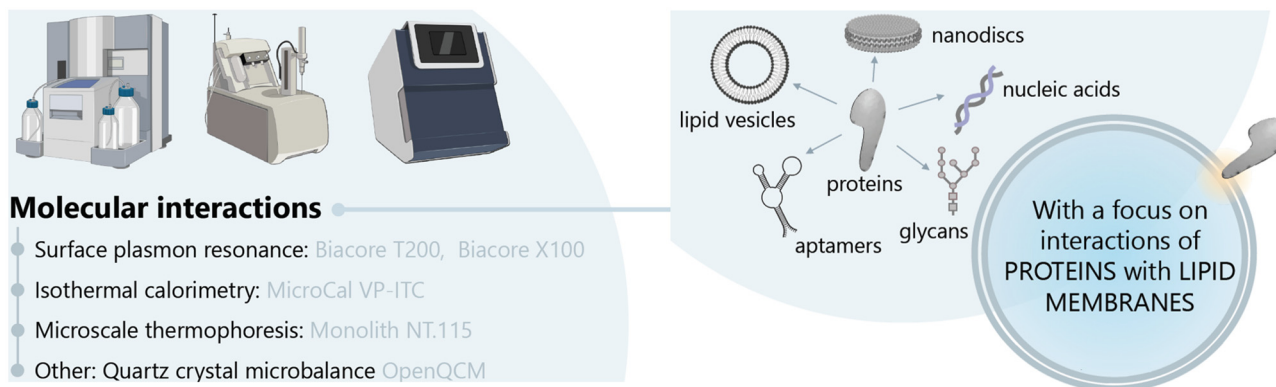 Molecular interactions
Surface plasmon resonance: Biacore T200, Biacore X100
Isothermal calorimetry: MicroCal VP-ITC
Microscale thermophoresis: Monolith NT.115
Other: Quartz crystal microbalance OpenQCM
nanodiscs
lipid vesicles
nucleic acids
proteins
aptamers
glycans
With a focus on
interactions of
PROTEINS with LIPID
MEMBRANES